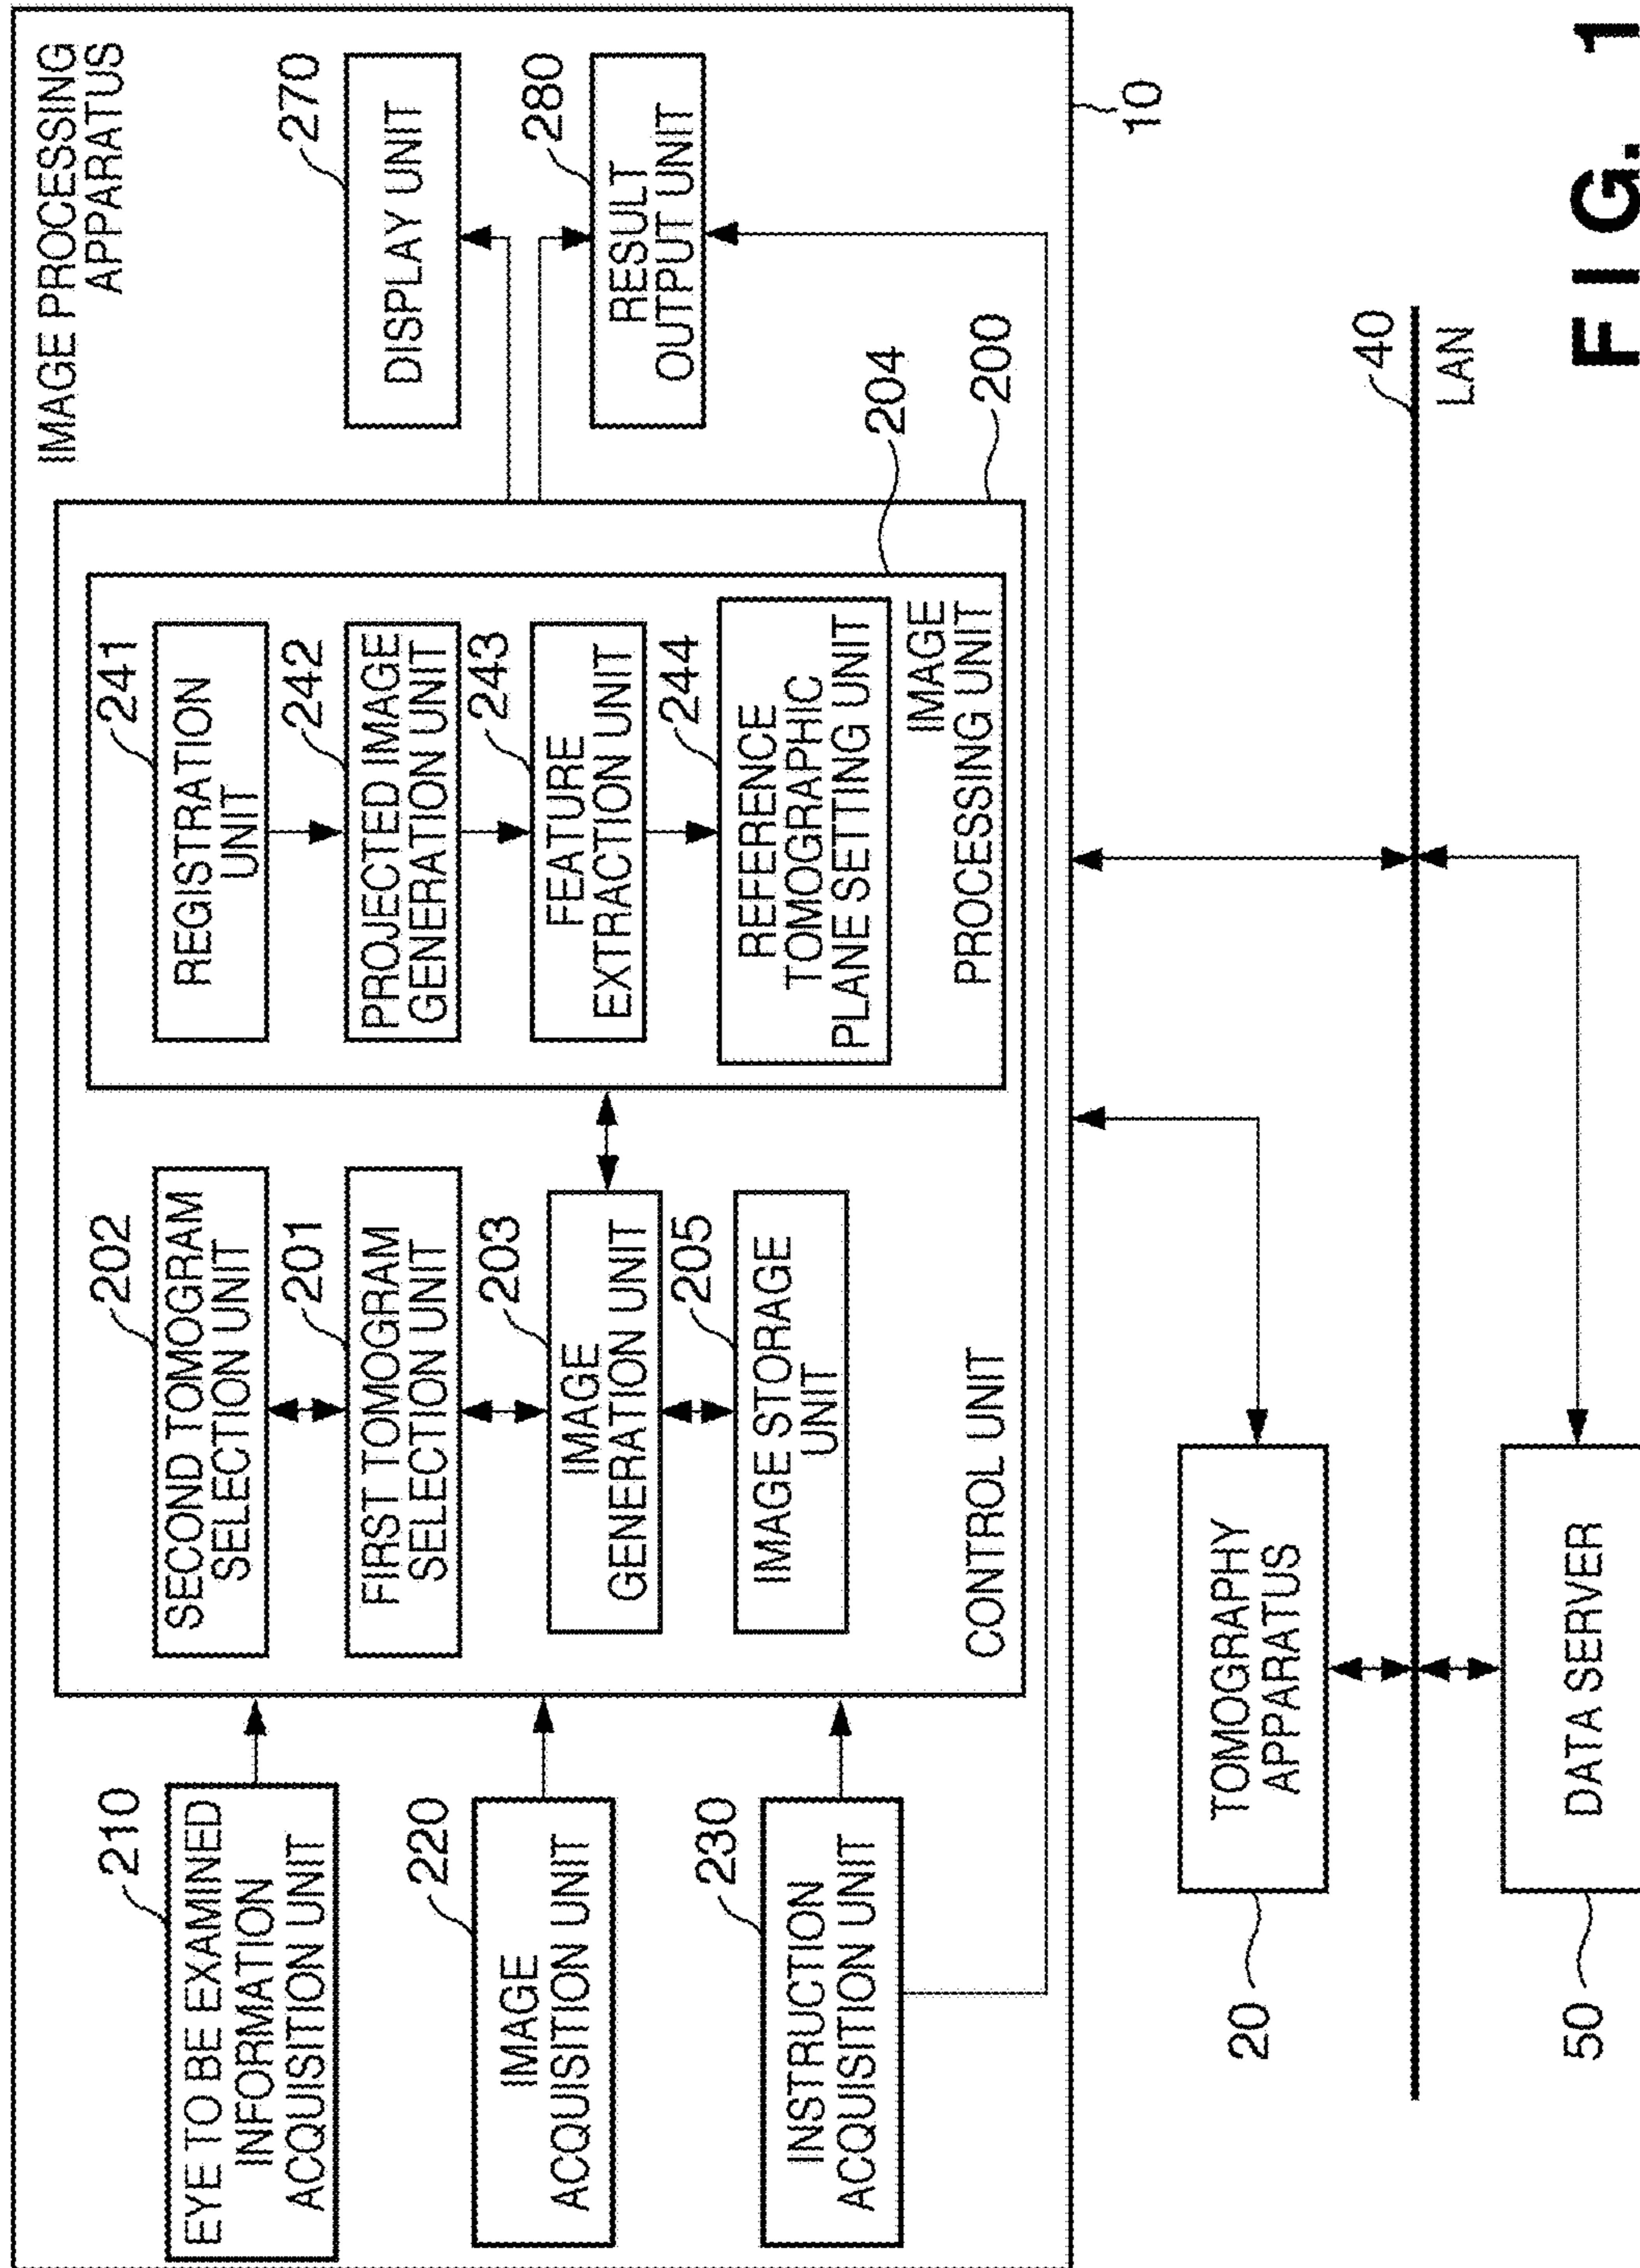 IMAGE PROCESSING
APPARATUS
210
EYE TO BE EXAMINED
INFORMATION
ACQUISITION UNIT
220
IMAGE
ACQUISITION UNIT
230
INSTRUCTION
ACQUISITION UNIT
202
SECOND TOMOGRAM
SELECTION UNIT
201
FIRST TOMOGRAM
SELECTION UNIT
203
IMAGE
GENERATION UNIT
205
IMAGE STORAGE
UNIT
CONTROL UNIT
241
REGISTRATION
UNIT
242
PROJECTED IMAGE
GENERATION UNIT
243
FEATURE
EXTRACTION UNIT
244
REFERENCE
TOMOGRAPHIC
PLANE SETTING UNIT
IMAGE
PROCESSING UNIT
204
200
270
DISPLAY UNIT
280
RESULT
OUTPUT UNIT
10
20
TOMOGRAPHY
APPARATUS
40
LAN
50
DATA SERVER
FIG. 1